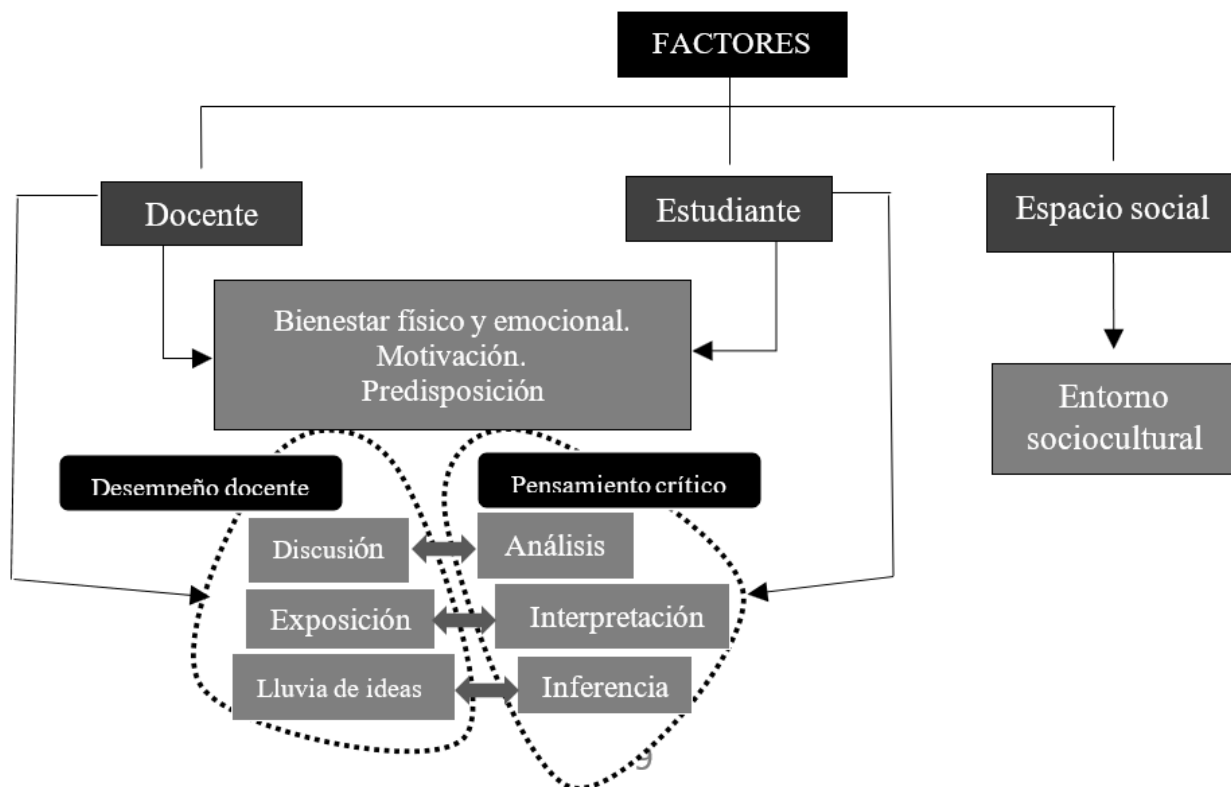 FACTORES
Docente
Estudiante
Espacio social
Bienestar físico y emocional.
Motivación.
Predisposición
Entorno
sociocultural
Desempeño docente
Pensamiento crítico
Discusión
Análisis
Exposición
Interpretación
Lluvia de ideas
Inferencia
9